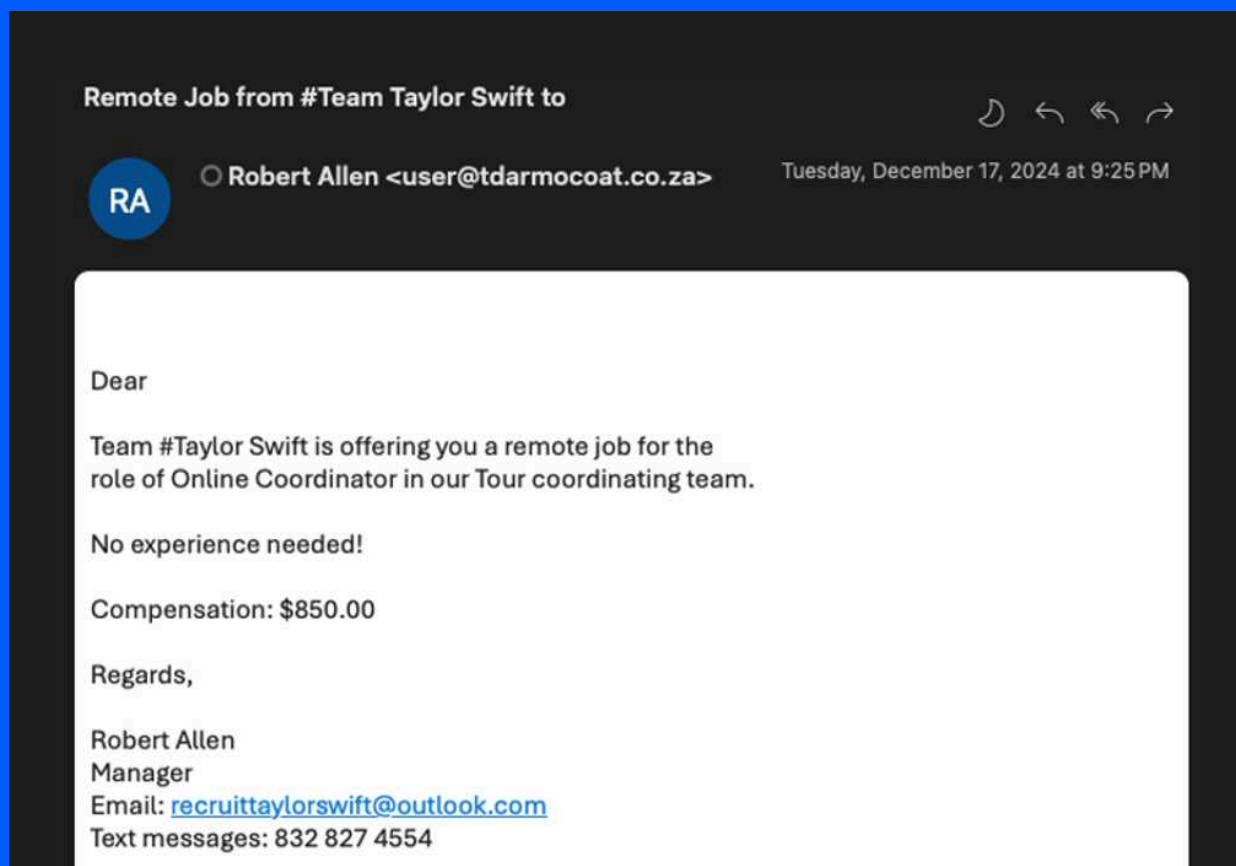 Remote Job from #Team Taylor Swift to
RA
Robert Allen <user@tdarmocoat.co.za>
Tuesday, December 17, 2024 at 9:25 PM
Dear
Team #Taylor Swift is offering you a remote job for the
role of Online Coordinator in our Tour coordinating team.
No experience needed!
Compensation: $850.00
Regards,
Robert Allen
Manager
Email: recruittaylorswift@outlook.com
Text messages: 832 827 4554